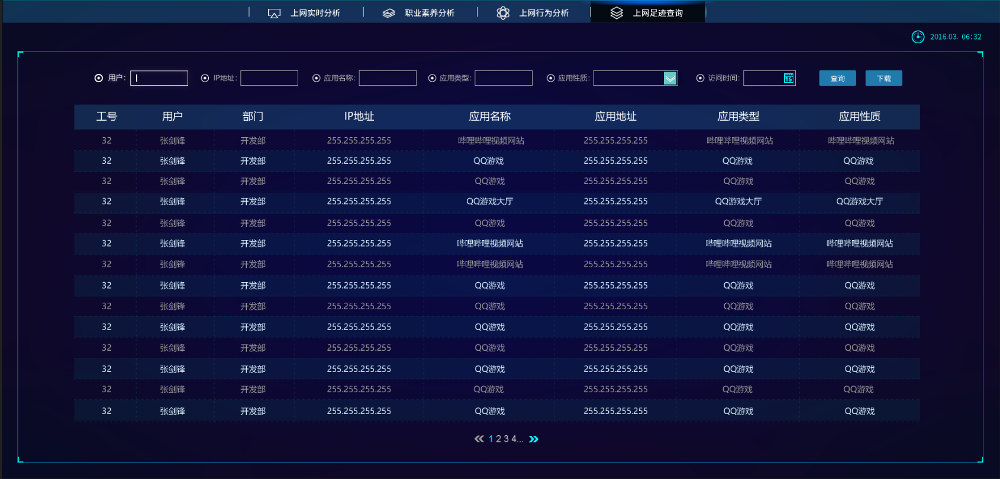 上网实时分析 职业素养分析 上网行为分析 上网足迹查询
2016.03. 06:32
用户: IP地址: 应用名称: 应用类型: 应用性质: 访问时间: 15 查询 下载
工号 用户 部门 IP地址 应用名称 应用地址 应用类型 应用性质
32 张剑锋 开发部 255.255.255.255 哔哩哔哩视频网站 255.255.255.255 哔哩哔哩视频网站 哔哩哔哩视频网站
32 张剑锋 开发部 255.255.255.255 QQ游戏 255.255.255.255 QQ游戏 QQ游戏
32 张剑锋 开发部 255.255.255.255 QQ游戏 255.255.255.255 QQ游戏 QQ游戏
32 张剑锋 开发部 255.255.255.255 QQ游戏大厅 255.255.255.255 QQ游戏大厅 QQ游戏大厅
32 张剑锋 开发部 255.255.255.255 QQ游戏 255.255.255.255 QQ游戏 QQ游戏
32 张剑锋 开发部 255.255.255.255 哔哩哔哩视频网站 255.255.255.255 哔哩哔哩视频网站 哔哩哔哩视频网站
32 张剑锋 开发部 255.255.255.255 哔哩哔哩视频网站 255.255.255.255 哔哩哔哩视频网站 哔哩哔哩视频网站
32 张剑锋 开发部 255.255.255.255 QQ游戏 255.255.255.255 QQ游戏 QQ游戏
32 张剑锋 开发部 255.255.255.255 QQ游戏 255.255.255.255 QQ游戏 QQ游戏
32 张剑锋 开发部 255.255.255.255 QQ游戏 255.255.255.255 QQ游戏 QQ游戏
32 张剑锋 开发部 255.255.255.255 QQ游戏 255.255.255.255 QQ游戏 QQ游戏
32 张剑锋 开发部 255.255.255.255 QQ游戏 255.255.255.255 QQ游戏 QQ游戏
32 张剑锋 开发部 255.255.255.255 QQ游戏 255.255.255.255 QQ游戏 QQ游戏
32 张剑锋 开发部 255.255.255.255 QQ游戏 255.255.255.255 QQ游戏 QQ游戏
1 2 3 4...